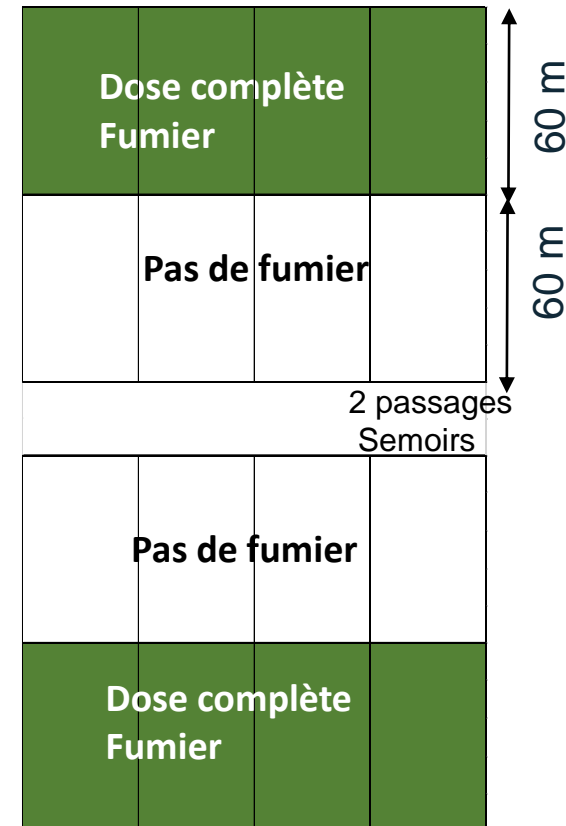 Dose complète
Fumier
60 m
Pas de fumier
60 m
2 passages
Semoirs
Pas de fumier
Dose complète
Fumier